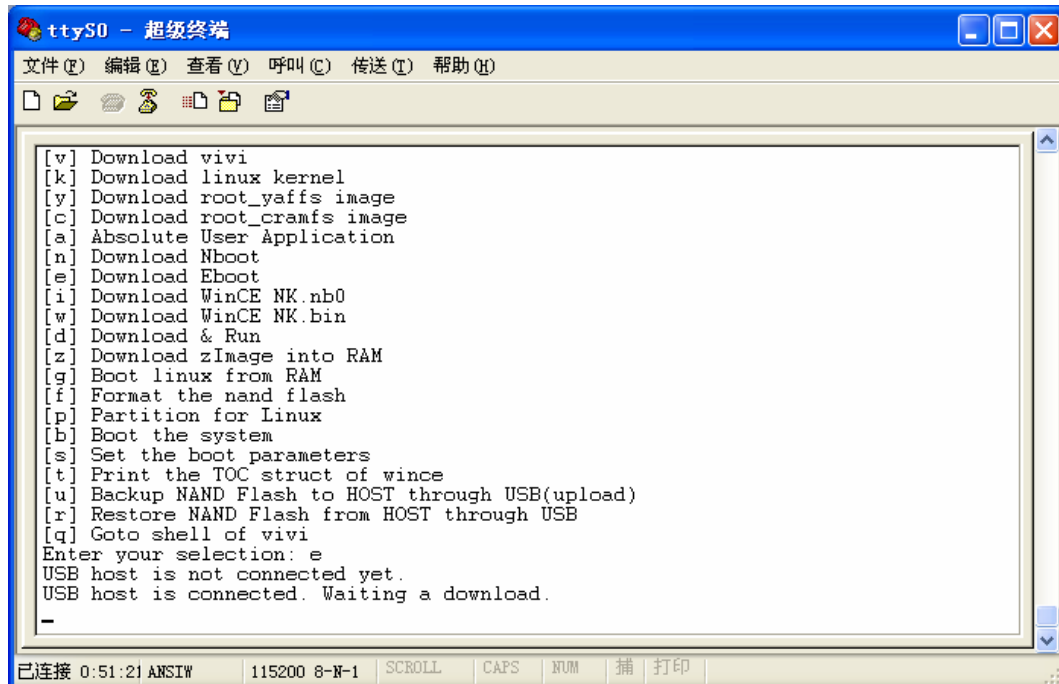 ttyS0 - 超级终端
文件(F) 编辑(E) 查看(V) 呼叫(C) 传送(T) 帮助(H)
[v] Download vivi
[k] Download linux kernel
[y] Download root_yaffs image
[c] Download root_cramfs image
[a] Absolute User Application
[n] Download Nboot
[e] Download Eboot
[i] Download WinCE NK.nb0
[w] Download WinCE NK.bin
[d] Download & Run
[z] Download zImage into RAM
[g] Boot linux from RAM
[f] Format the nand flash
[p] Partition for Linux
[b] Boot the system
[s] Set the boot parameters
[t] Print the TOC struct of wince
[u] Backup NAND Flash to HOST through USB(upload)
[r] Restore NAND Flash from HOST through USB
[q] Goto shell of vivi
Enter your selection: e
USB host is not connected yet.
USB host is connected. Waiting a download.
已连接 0:51:21 ANSIW 115200 8-N-1 SCROLL CAPS NUM 捕 打印